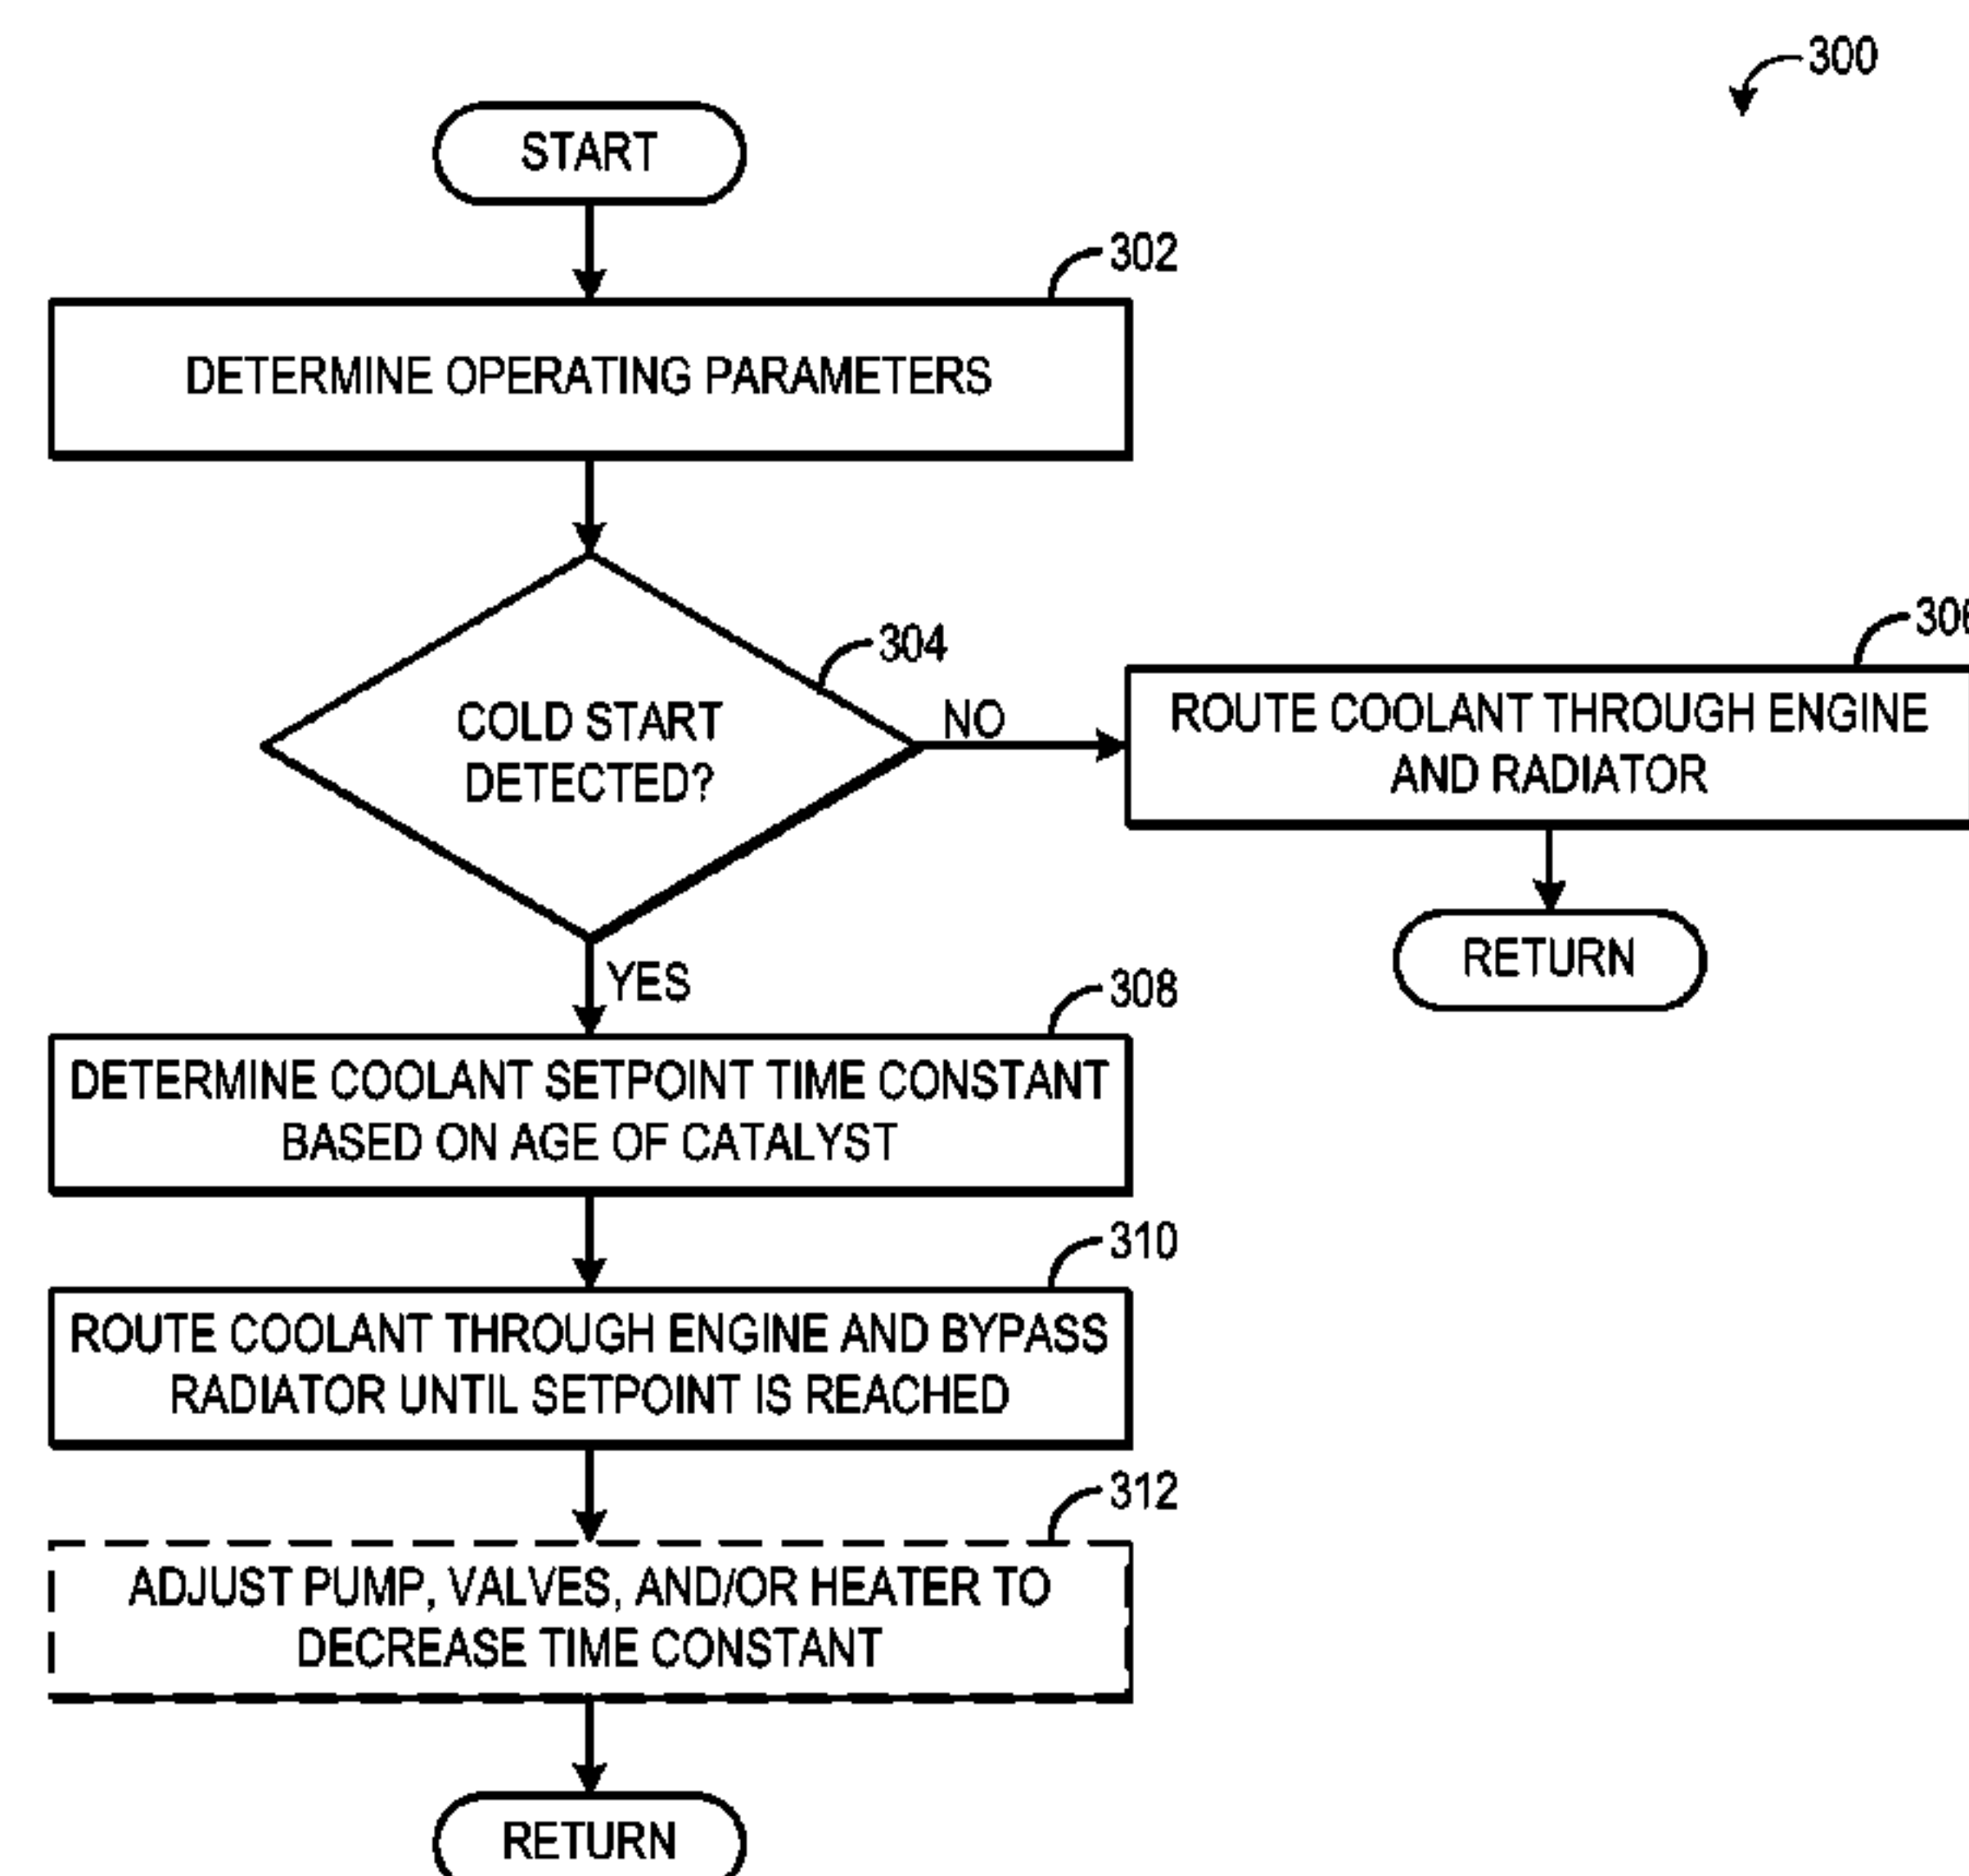 300
START
302
DETERMINE OPERATING PARAMETERS
304
COLD START
DETECTED?
NO
306
ROUTE COOLANT THROUGH ENGINE
AND RADIATOR
RETURN
YES
308
DETERMINE COOLANT SETPOINT TIME CONSTANT
BASED ON AGE OF CATALYST
310
ROUTE COOLANT THROUGH ENGINE AND BYPASS
RADIATOR UNTIL SETPOINT IS REACHED
312
ADJUST PUMP, VALVES, AND/OR HEATER TO
DECREASE TIME CONSTANT
RETURN